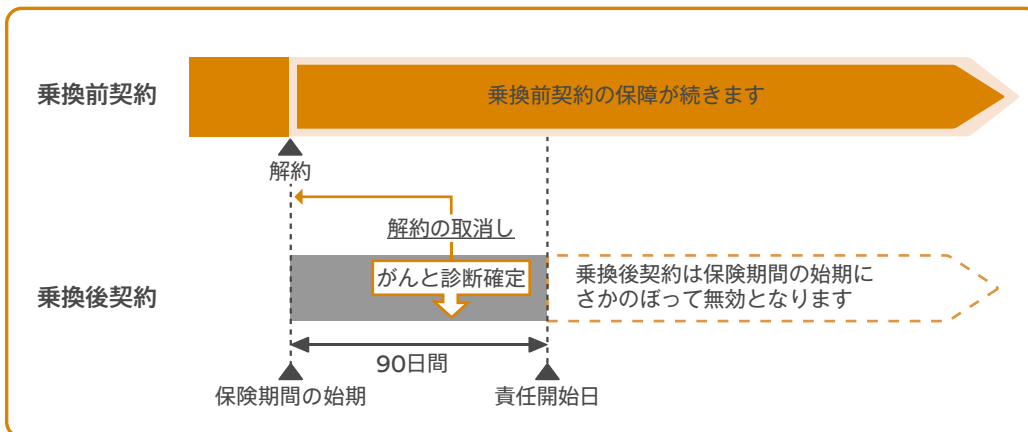 乗換前契約
乗換前契約の保障が続きます
解約
解約の取消し
がんと診断確定
乗換後契約
乗換後契約は保険期間の始期に
さかのぼって無効となります
90日間
保険期間の始期
責任開始日